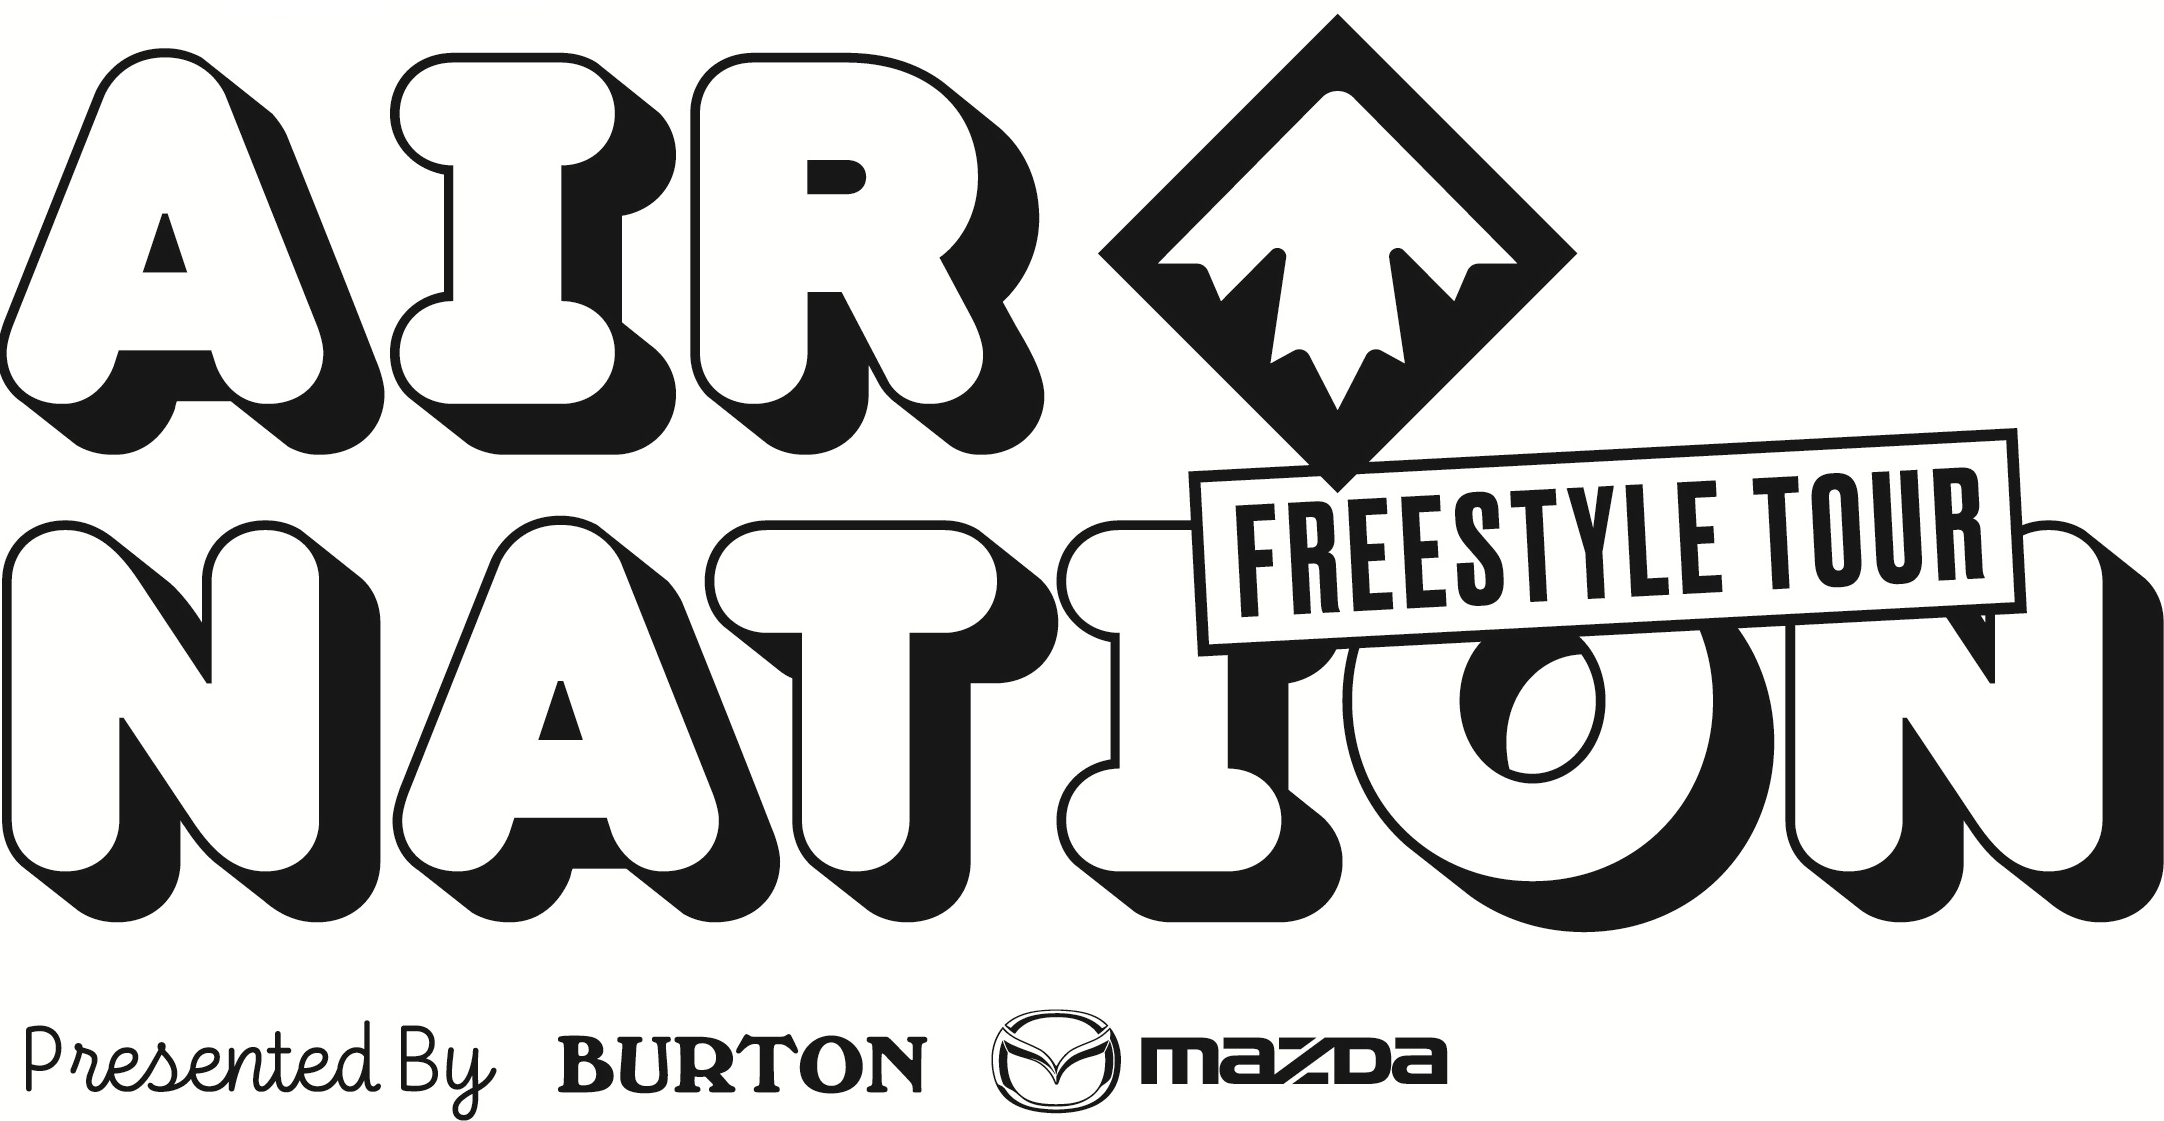 AIR
FREESTYLE TOUR
NATION
Presented By BURTON mazda